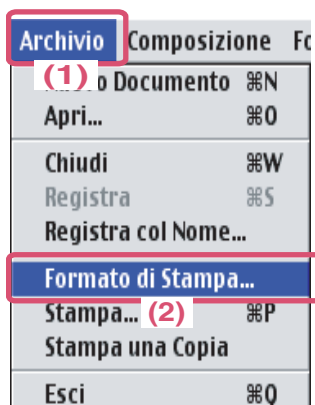 Archivio Composizione Fo
(1) o Documento ⌘N
Apri... ⌘O
Chiudi ⌘W
Registra ⌘S
Registra col Nome...
Formato di Stampa...
Stampa... (2) ⌘P
Stampa una Copia
Esci ⌘Q